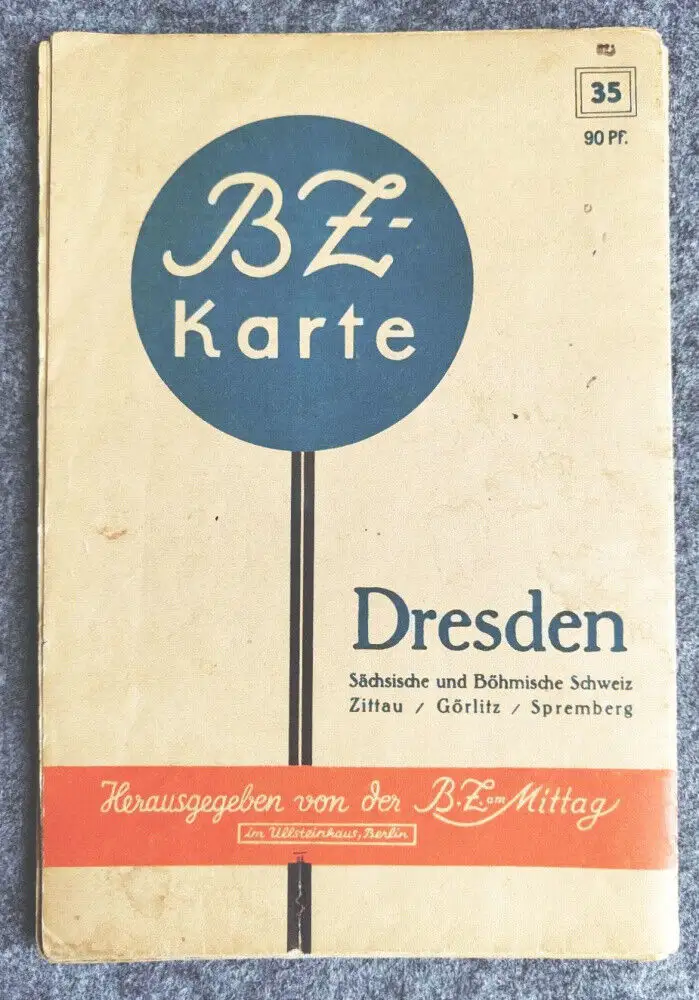 35
90 Pf.
BZ-
Karte
Dresden
Sächsische und Böhmische Schweiz
Zittau / Görlitz / Spremberg
Herausgegeben von der B.Z. am Mittag
im Ullsteinhaus, Berlin